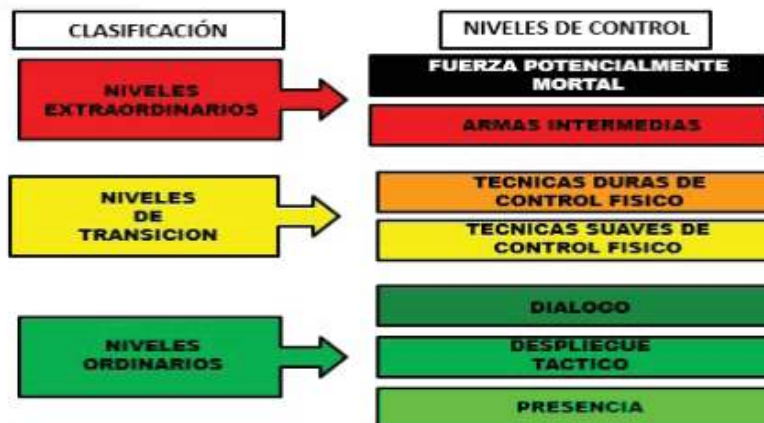 CLASIFICACIÓN
NIVELES DE CONTROL
NIVELES
EXTRAORDINARIOS
FUERZA POTENCIALMENTE
MORTAL
ARMAS INTERMEDIAS
NIVELES
DE
TRANSICION
TECNICAS DURAS DE
CONTROL FISICO
TECNICAS SUAVES DE
CONTROL FISICO
NIVELES
ORDINARIOS
DIALOGO
DESPLIEGUE
TACTICO
PRESENCIA